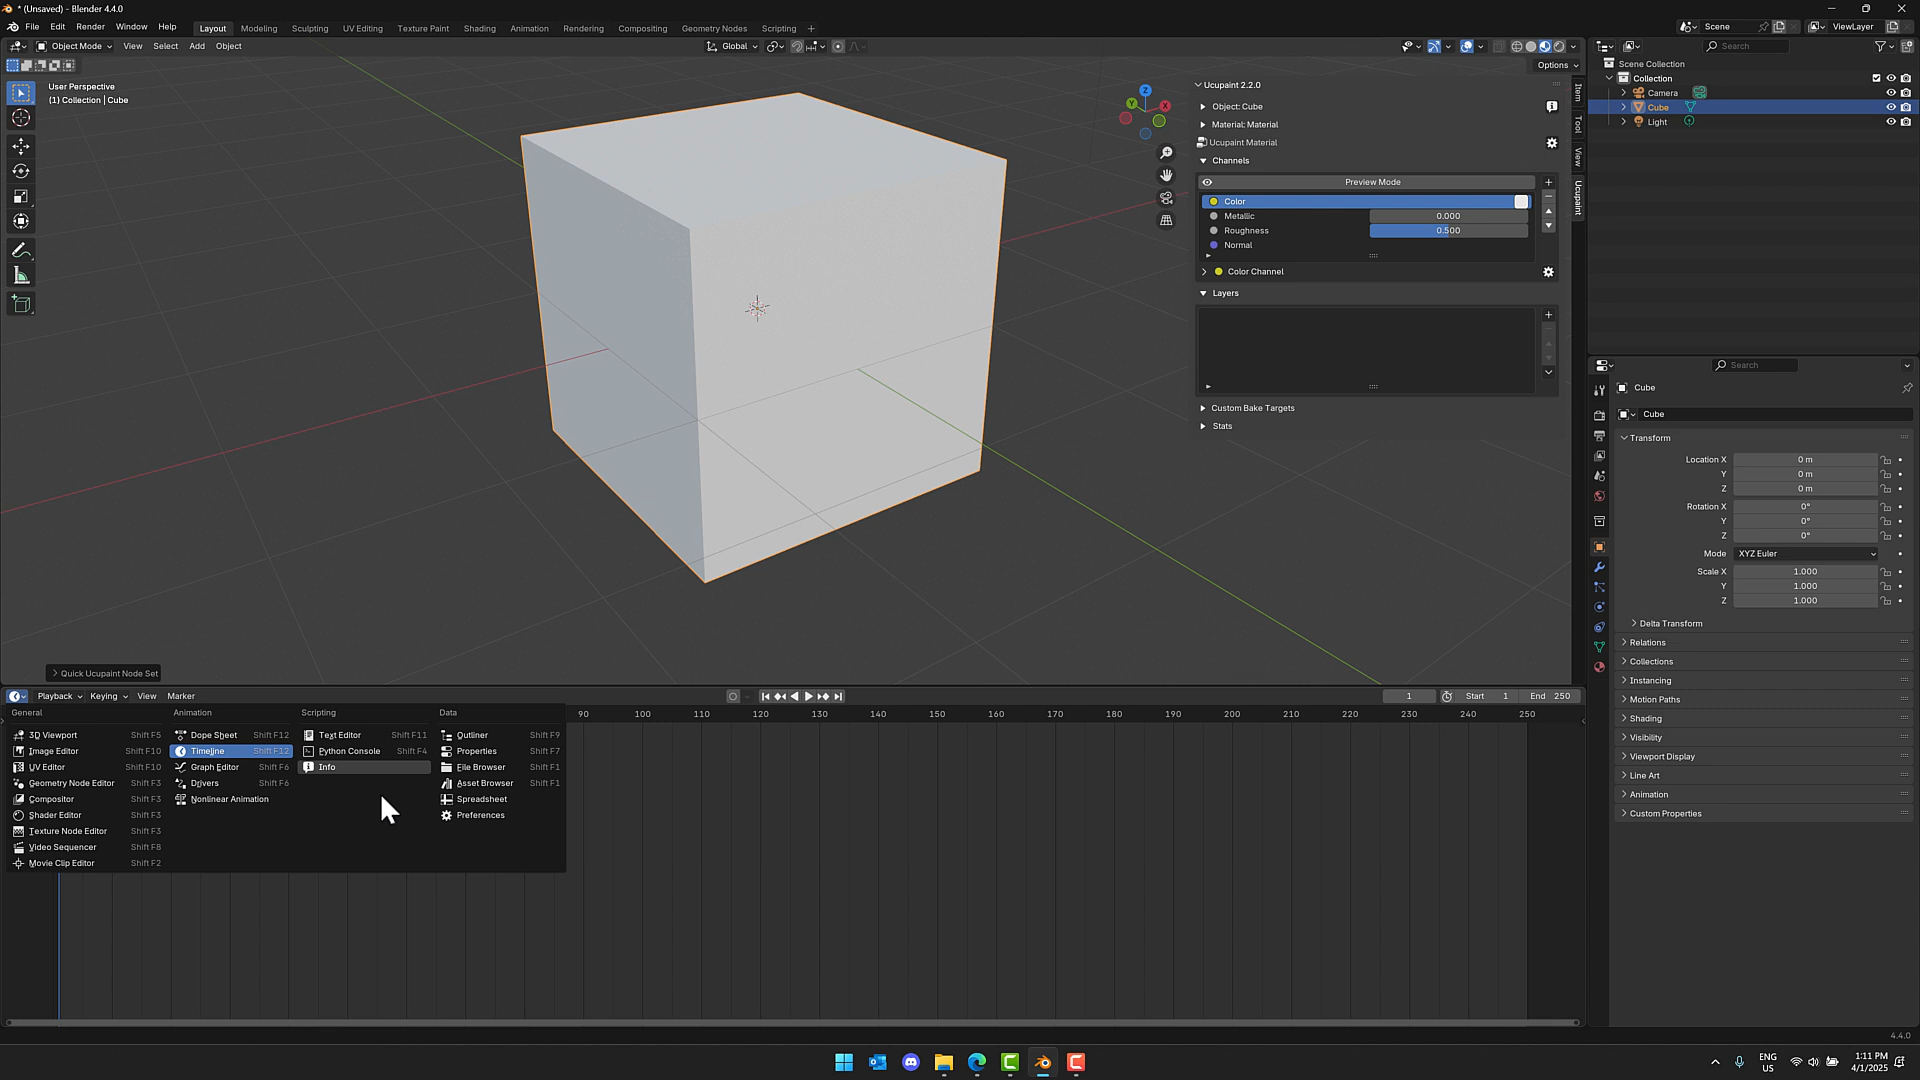 * (Unsaved) - Blender 4.4.0
File Edit Render Window Help Layout Modeling Sculpting UV Editing Texture Paint Shading Animation Rendering Compositing Geometry Nodes Scripting + Scene ViewLayer
Object Mode View Select Add Object Global Search
Options
User Perspective
(1) Collection | Cube
Z
Y
X
Ucupaint 2.2.0
Object: Cube
Material: Material
Ucupaint Material
Channels
Preview Mode
Color
Metallic 0.000
Roughness 0.500
Normal
Color Channel
Layers
Custom Bake Targets
Stats
Item
Tool
View
Ucupaint
Scene Collection
Collection
Camera
Cube
Light
Search
Cube
Cube
Transform
Location X 0 m
Y 0 m
Z 0 m
Rotation X 0°
Y 0°
Z 0°
Mode XYZ Euler
Scale X 1.000
Y 1.000
Z 1.000
Delta Transform
Relations
Collections
Instancing
Motion Paths
Shading
Visibility
Viewport Display
Line Art
Animation
Custom Properties
Quick Ucupaint Node Set
Playback Keying View Marker 1 Start 1 End 250
90 100 110 120 130 140 150 160 170 180 190 200 210 220 230 240 250
General
3D Viewport Shift F5
Image Editor Shift F10
UV Editor Shift F10
Geometry Node Editor Shift F3
Compositor Shift F3
Shader Editor Shift F3
Texture Node Editor Shift F3
Video Sequencer Shift F8
Movie Clip Editor Shift F2
Animation
Dope Sheet Shift F12
Timeline Shift F12
Graph Editor Shift F6
Drivers Shift F6
Nonlinear Animation
Scripting
Text Editor Shift F11
Python Console Shift F4
Info
Data
Outliner Shift F9
Properties Shift F7
File Browser Shift F1
Asset Browser Shift F1
Spreadsheet
Preferences
4.4.0
ENG
US
1:11 PM
4/1/2025